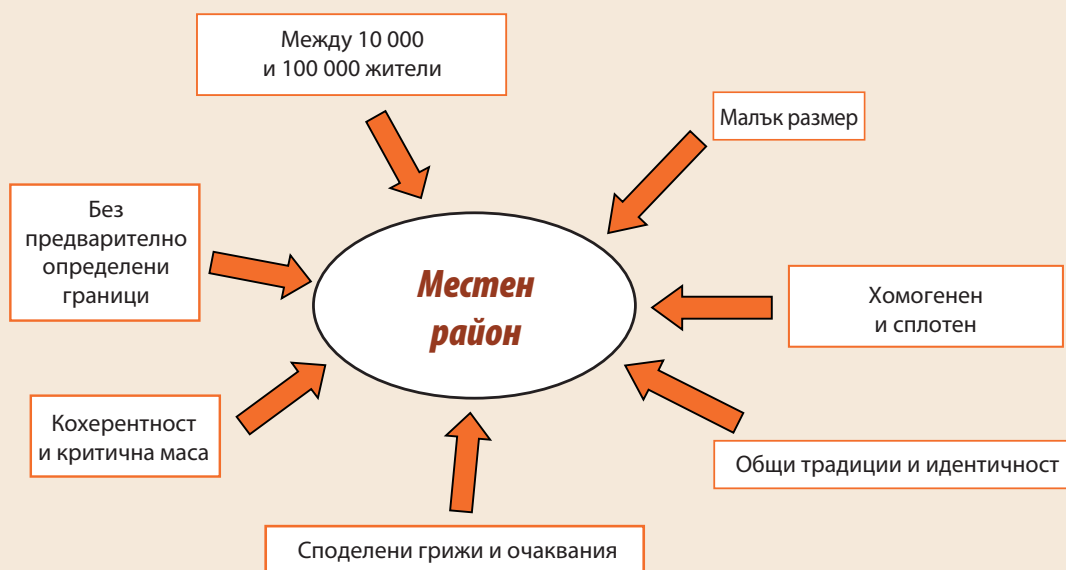 Между 10 000
и 100 000 жители
Малък размер
Без
предварително
определени
граници
Местен
район
Хомогенен
и сплотен
Кохерентност
и критична маса
Общи традиции и идентичност
Споделени грижи и очаквания